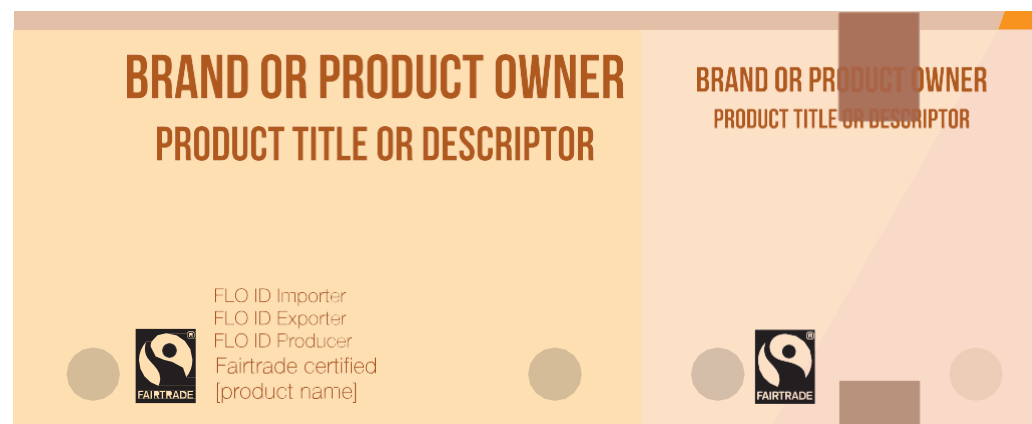 BRAND OR PRODUCT OWNER
PRODUCT TITLE OR DESCRIPTOR
FLO ID Importer
FLO ID Exporter
FLO ID Producer
Fairtrade certified
[product name]
®
FAIRTRADE
BRAND OR PRODUCT OWNER
PRODUCT TITLE OR DESCRIPTOR
®
FAIRTRADE